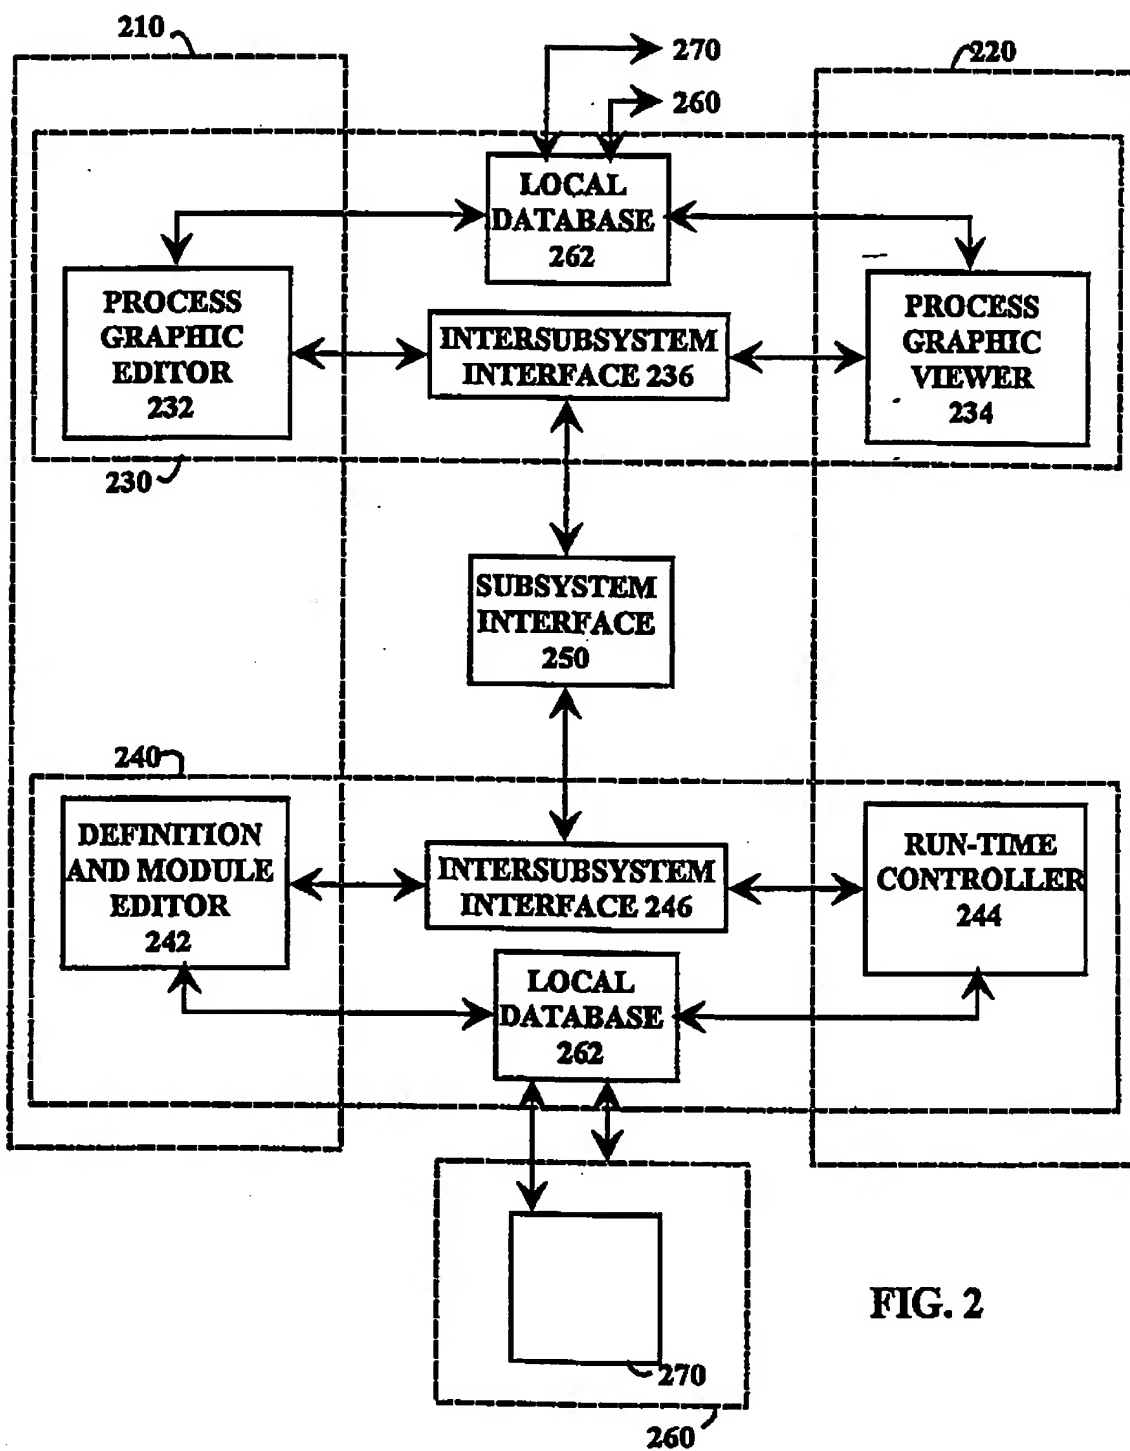 210
270
220
260
LOCAL
DATABASE
262
PROCESS
GRAPHIC
EDITOR
232
INTERSUBSYSTEM
INTERFACE 236
PROCESS
GRAPHIC
VIEWER
234
230
SUBSYSTEM
INTERFACE
250
240
DEFINITION
AND MODULE
EDITOR
242
INTERSUBSYSTEM
INTERFACE 246
RUN-TIME
CONTROLLER
244
LOCAL
DATABASE
262
FIG. 2
270
260